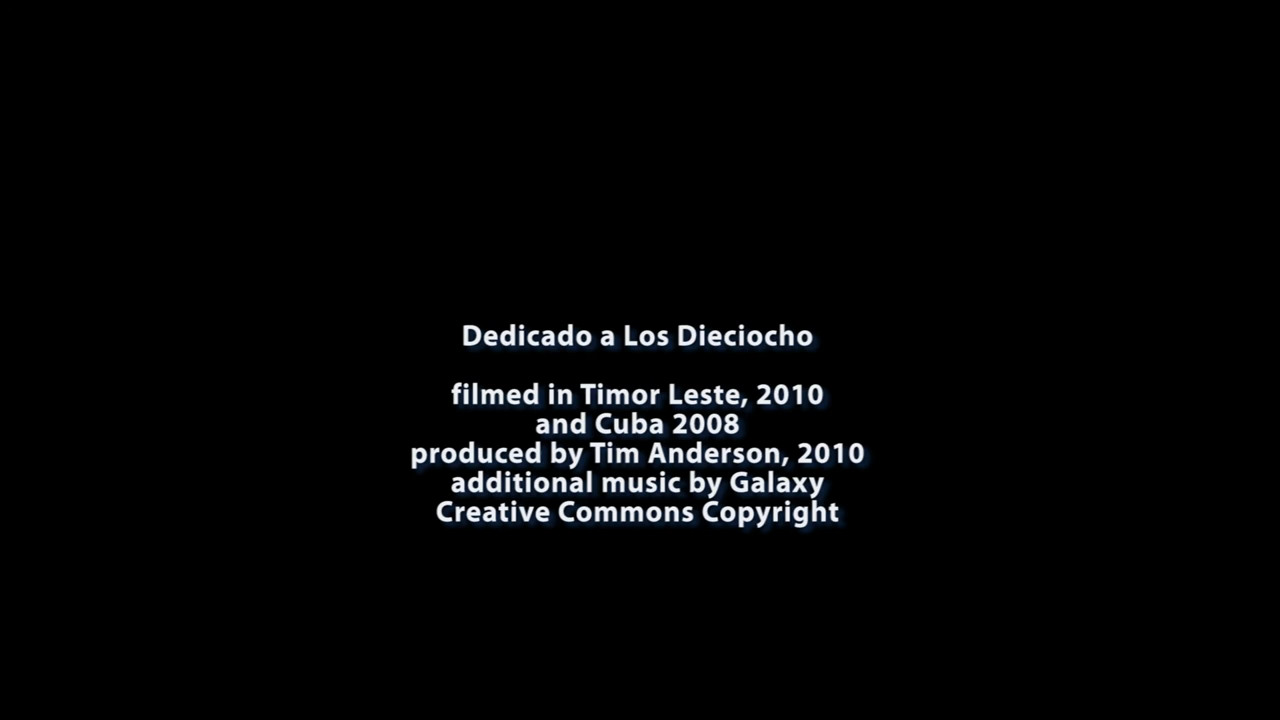 Dedicado a Los Dieciocho
filmed in Timor Leste, 2010
and Cuba 2008
produced by Tim Anderson, 2010
additional music by Galaxy
Creative Commons Copyright